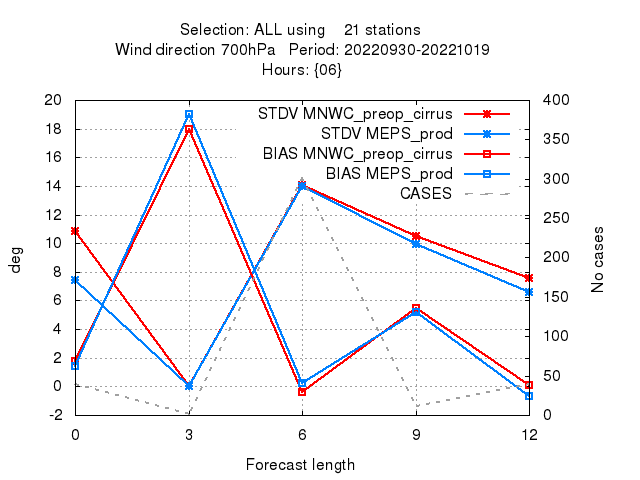 Selection: ALL using    21 stations
Wind direction 700hPa   Period: 20220930-20221019
Hours: {06}
STDV MNWC_preop_cirrus
STDV MEPS_prod
BIAS MNWC_preop_cirrus
BIAS MEPS_prod
CASES
deg
20
18
16
14
12
10
8
6
4
2
0
-2
400
350
300
250
200
150
100
50
0
No cases
0 3 6 9 12
Forecast length